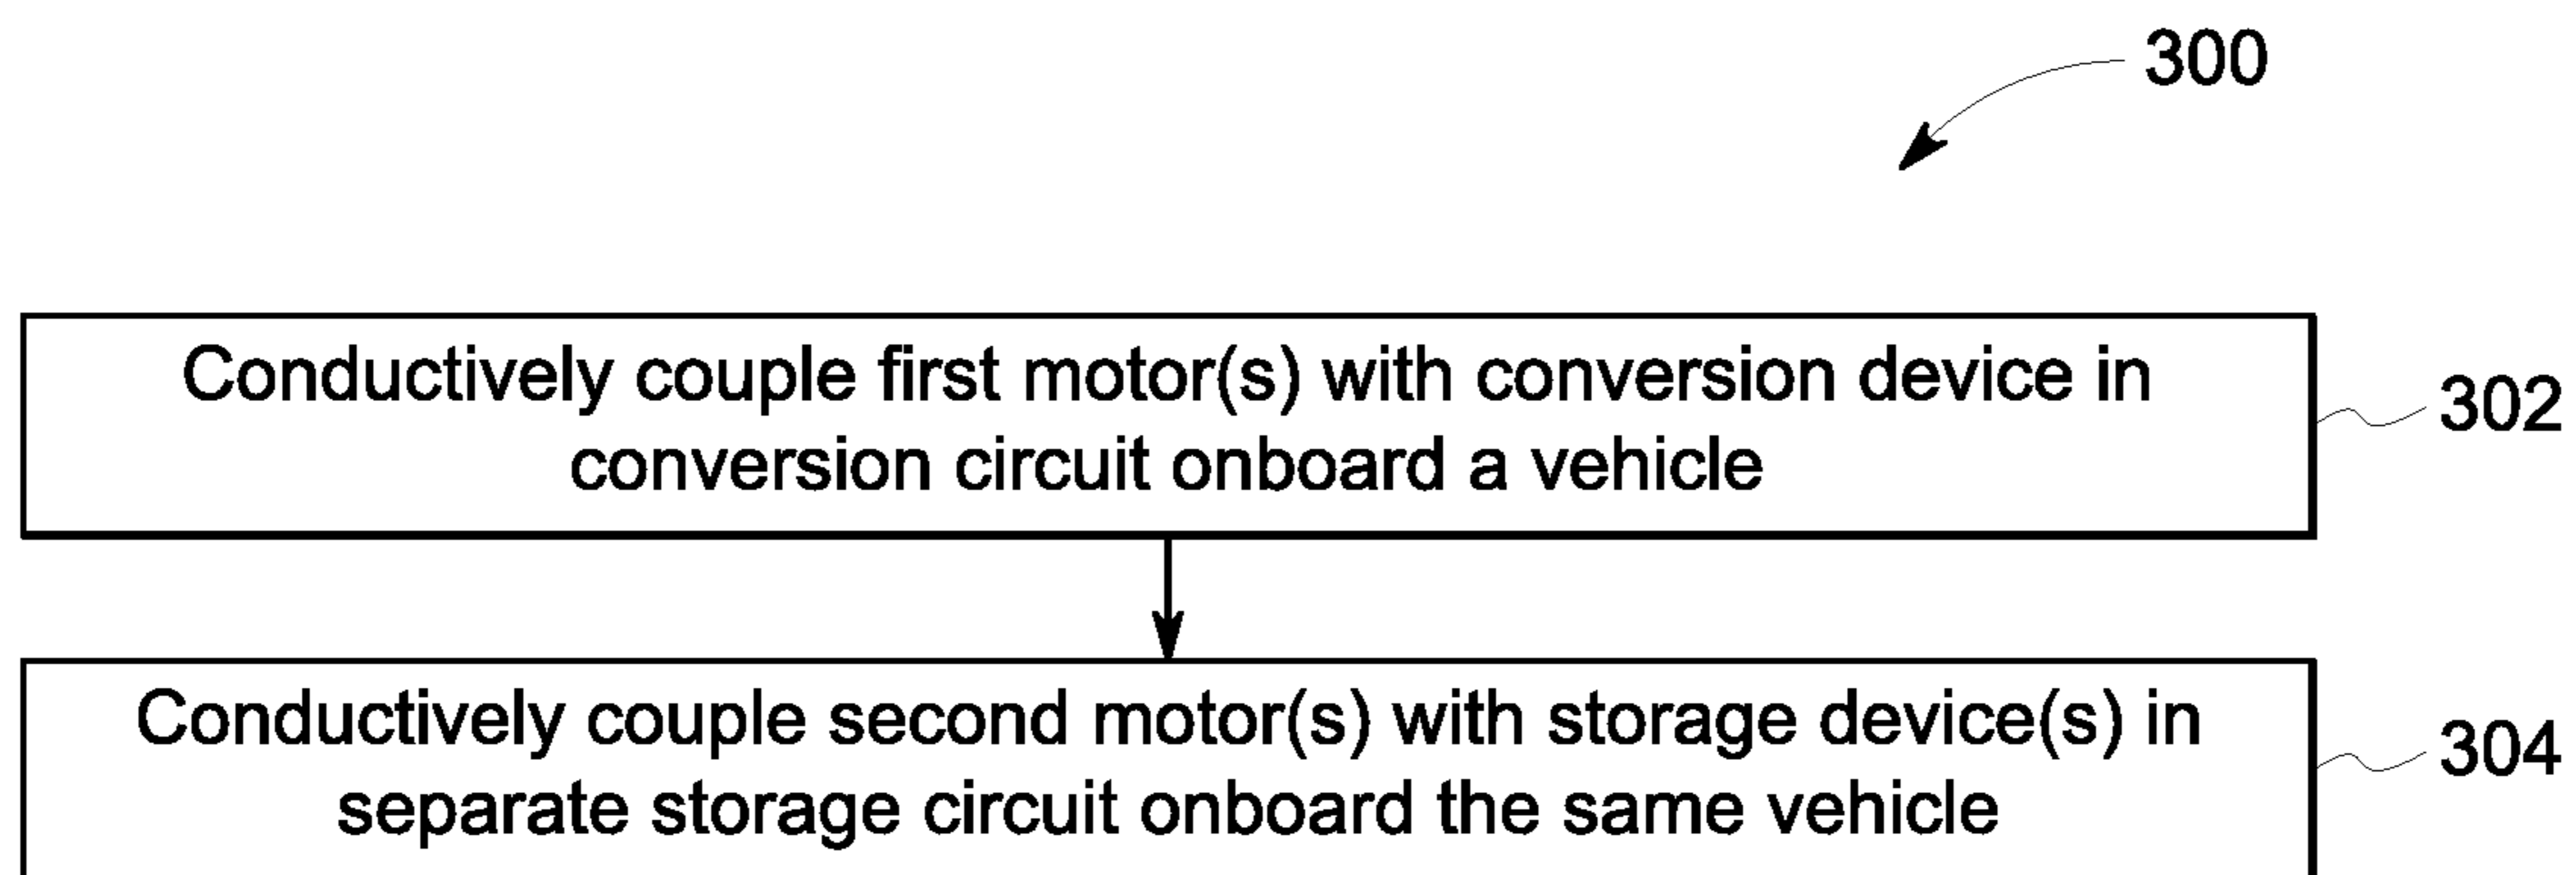 300
Conductively couple first motor(s) with conversion device in
conversion circuit onboard a vehicle
302
Conductively couple second motor(s) with storage device(s) in
separate storage circuit onboard the same vehicle
304